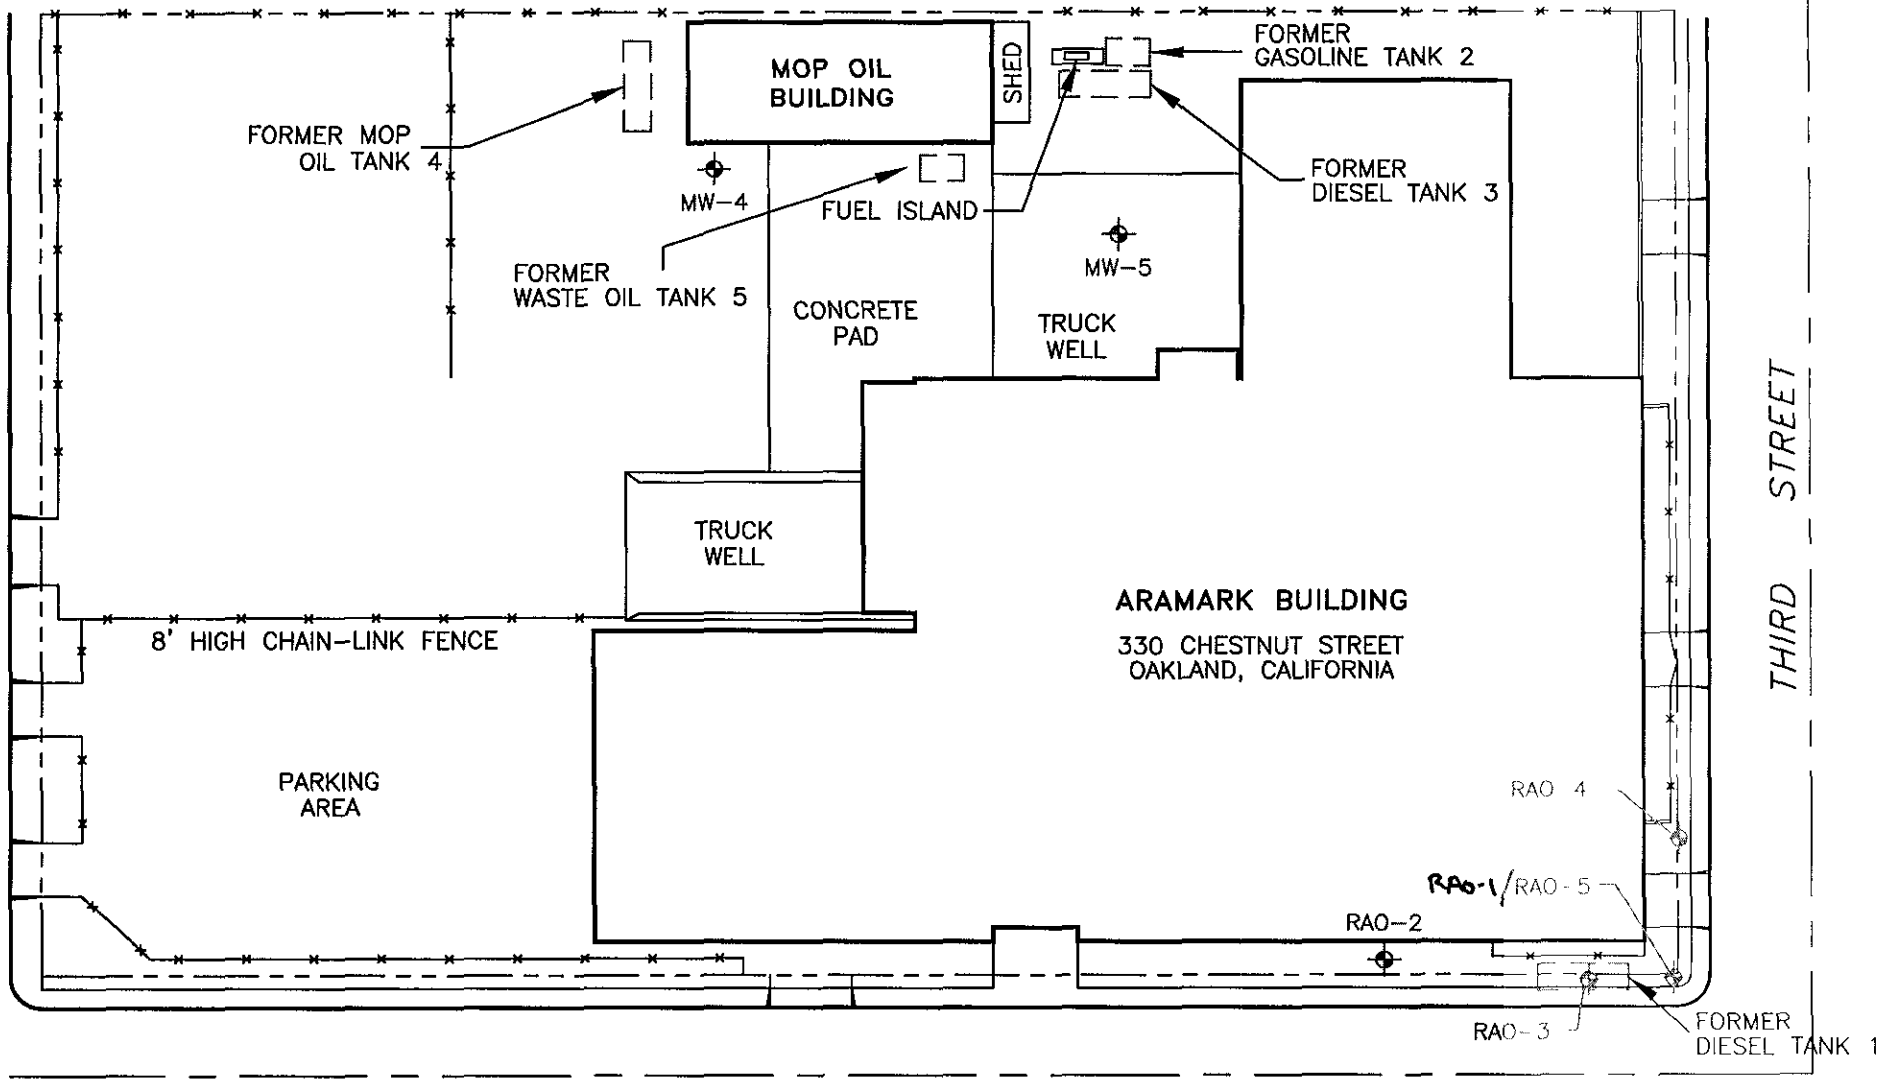 FORMER
GASOLINE TANK 2
MOP OIL
BUILDING
SHED
FORMER MOP
OIL TANK 4
FORMER
DIESEL TANK 3
MW-4
FUEL ISLAND
MW-5
FORMER
WASTE OIL TANK 5
CONCRETE
PAD
TRUCK
WELL
THIRD STREET
TRUCK
WELL
ARAMARK BUILDING
330 CHESTNUT STREET
OAKLAND, CALIFORNIA
8' HIGH CHAIN-LINK FENCE
PARKING
AREA
RAO 4
RAO-1/RAO-5
RAO-2
RAO-3
FORMER
DIESEL TANK 1